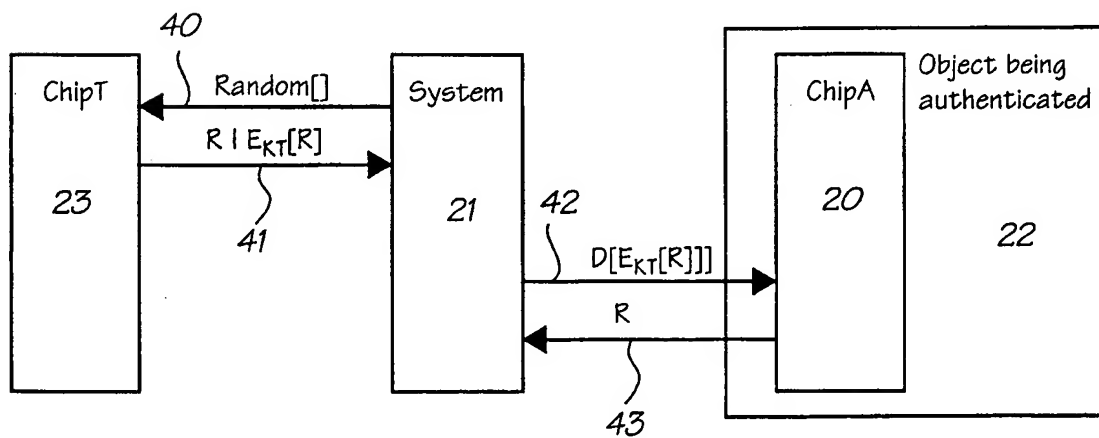 40
ChipT
Random[]
System
ChipA
Object being
authenticated
R | E_KT[R]
23
41
21
42
20
22
D[E_KT[R]]]
R
43